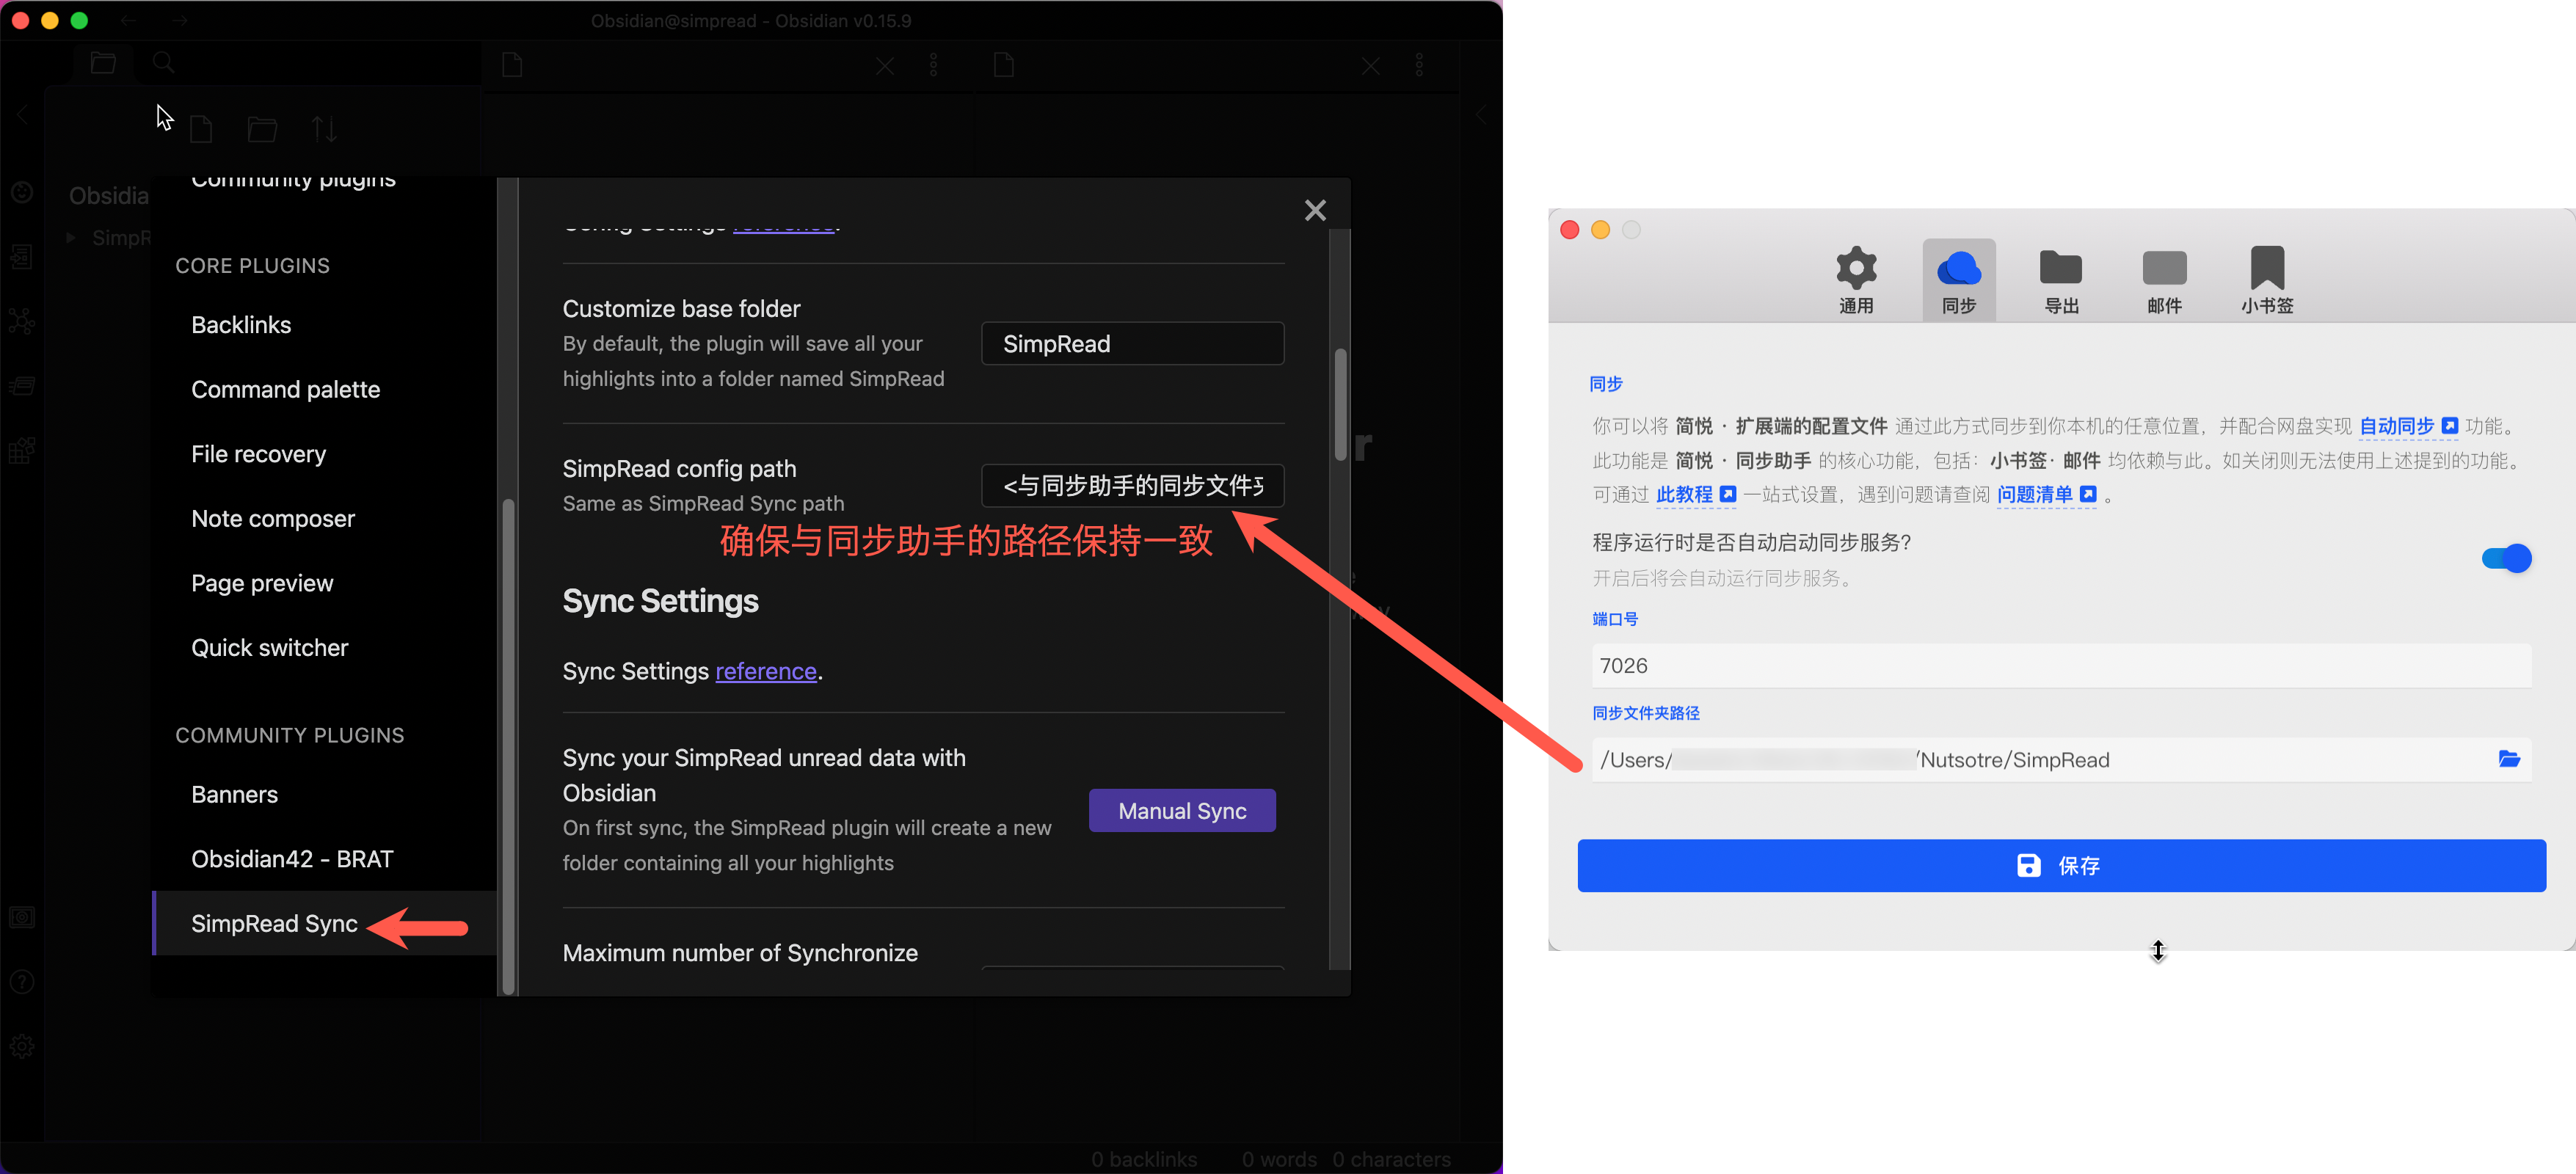 Obsidian@simpread - Obsidian v0.15.9
Obsidia
SimpR
Community plugins
CORE PLUGINS
Backlinks
Command palette
File recovery
Note composer
Page preview
Quick switcher
COMMUNITY PLUGINS
Banners
Obsidian42 - BRAT
SimpRead Sync
Config Settings reference.
Customize base folder
By default, the plugin will save all your
highlights into a folder named SimpRead
SimpRead
SimpRead config path
Same as SimpRead Sync path
<与同步助手的同步文件夹
确保与同步助手的路径保持一致
Sync Settings
Sync Settings reference.
Sync your SimpRead unread data with
Obsidian
On first sync, the SimpRead plugin will create a new
folder containing all your highlights
Manual Sync
Maximum number of Synchronize
0 backlinks 0 words 0 characters
通用 同步 导出 邮件 小书签
同步
你可以将 简悦 · 扩展端的配置文件 通过此方式同步到你本机的任意位置，并配合网盘实现 自动同步 功能。
此功能是 简悦 · 同步助手 的核心功能，包括：小书签· 邮件 均依赖与此。如关闭则无法使用上述提到的功能。
可通过 此教程 一站式设置，遇到问题请查阅 问题清单 。
程序运行时是否自动启动同步服务？
开启后将会自动运行同步服务。
端口号
7026
同步文件夹路径
/Users/ /Nutsotre/SimpRead
保存